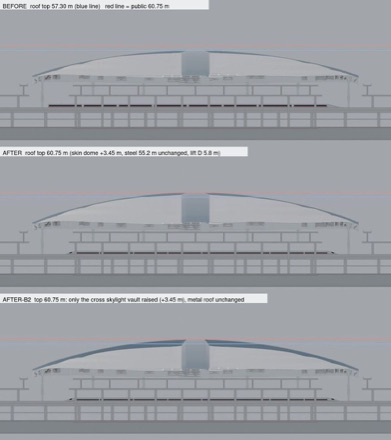 BEFORE roof top 57.30 m (blue line) red line = public 60.75 m
AFTER roof top 60.75 m (skin dome +3.45 m, steel 55.2 m unchanged, lift D 5.8 m)
AFTER-B2 top 60.75 m: only the cross skylight vault raised (+3.45 m), metal roof unchanged